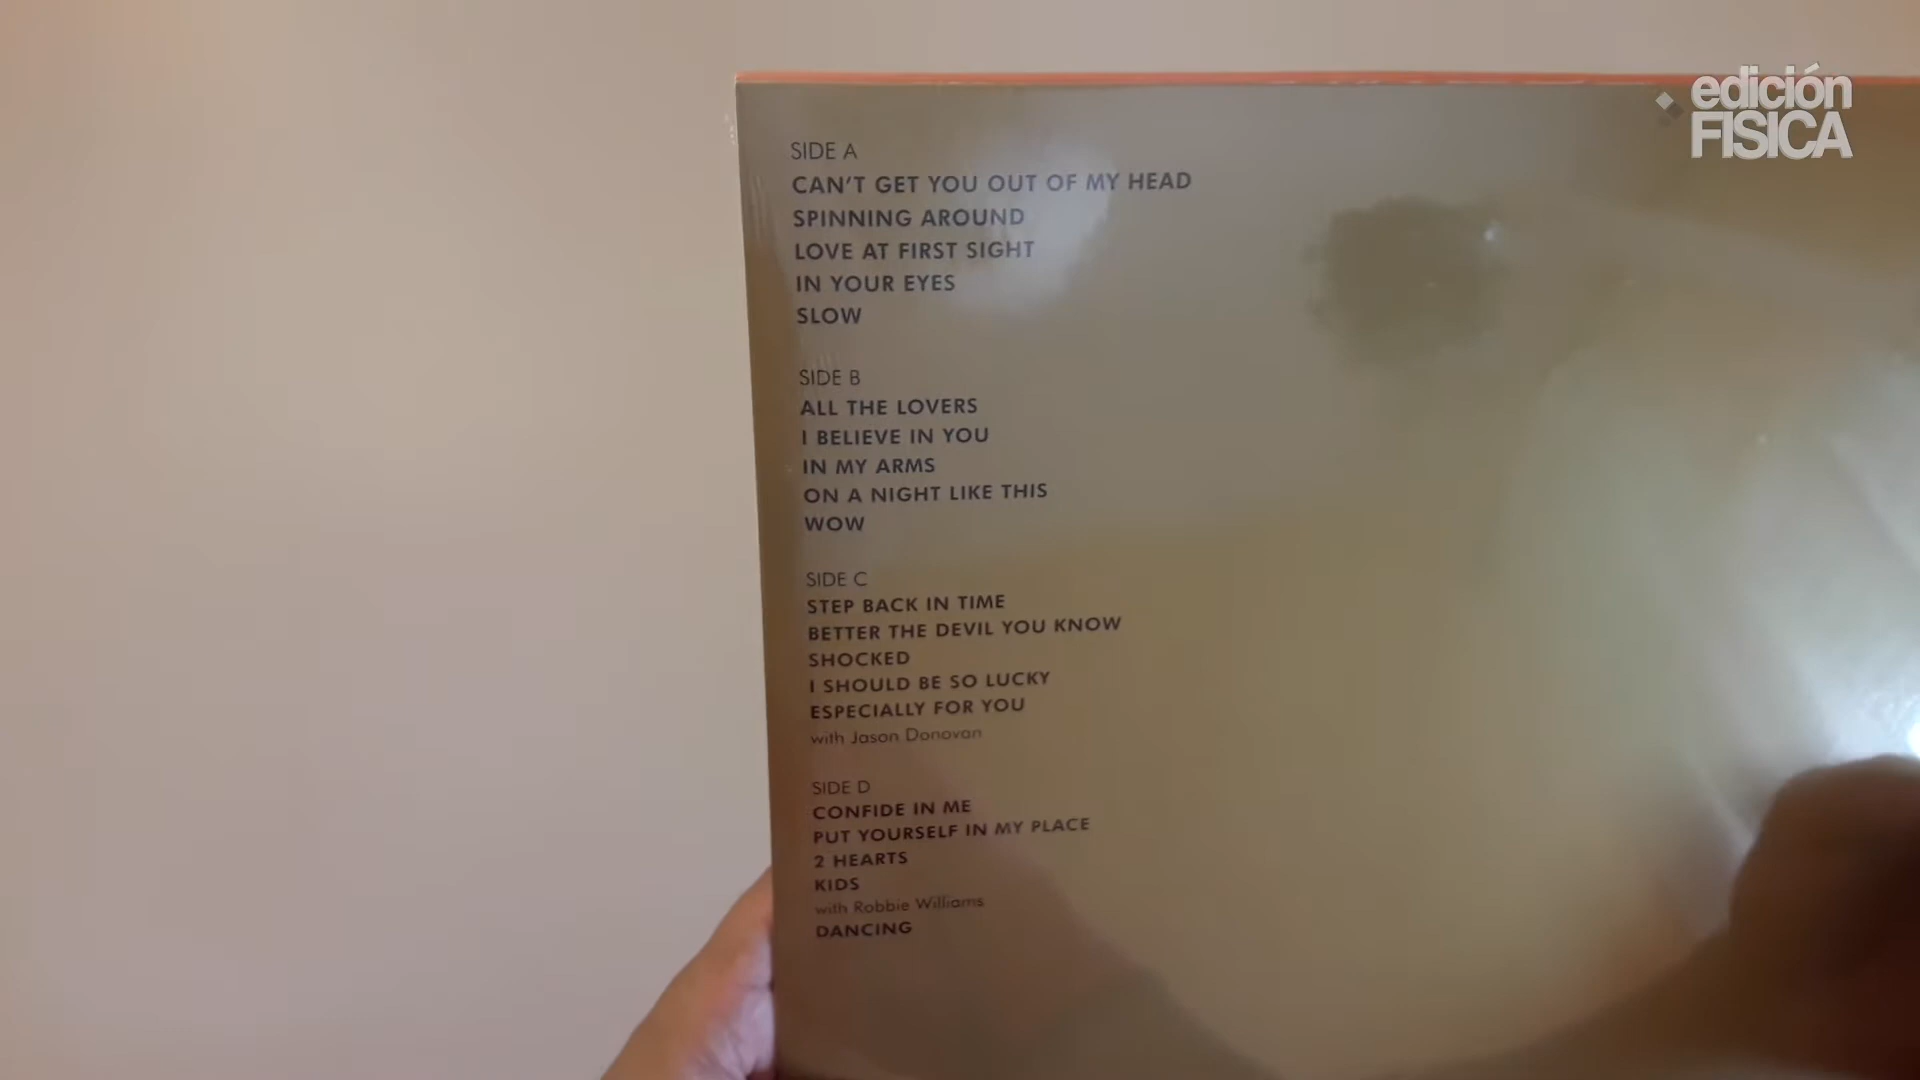 edición
FISICA
SIDE A
CAN'T GET YOU OUT OF MY HEAD
SPINNING AROUND
LOVE AT FIRST SIGHT
IN YOUR EYES
SLOW
SIDE B
ALL THE LOVERS
I BELIEVE IN YOU
IN MY ARMS
ON A NIGHT LIKE THIS
WOW
SIDE C
STEP BACK IN TIME
BETTER THE DEVIL YOU KNOW
SHOCKED
I SHOULD BE SO LUCKY
ESPECIALLY FOR YOU
with Jason Donovan
SIDE D
CONFIDE IN ME
PUT YOURSELF IN MY PLACE
2 HEARTS
KIDS
with Robbie Williams
DANCING